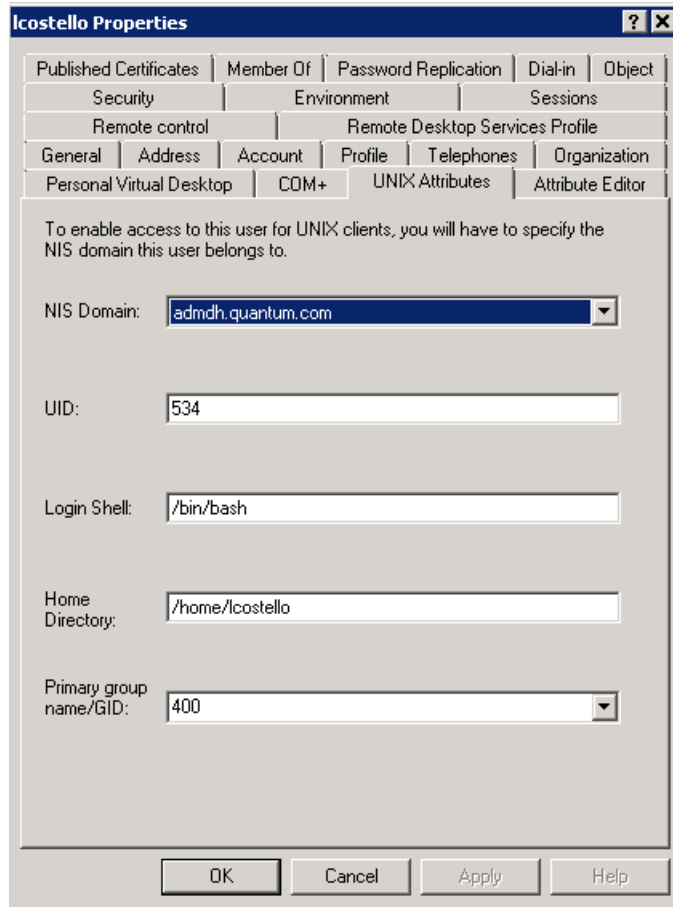 lcostello Properties
Published Certificates Member Of Password Replication Dial-in Object
Security Environment Sessions
Remote control Remote Desktop Services Profile
General Address Account Profile Telephones Organization
Personal Virtual Desktop COM+ UNIX Attributes Attribute Editor
To enable access to this user for UNIX clients, you will have to specify the
NIS domain this user belongs to.
NIS Domain: admdh.quantum.com
UID: 534
Login Shell: /bin/bash
Home
Directory: /home/lcostello
Primary group
name/GID: 400
OK Cancel Apply Help